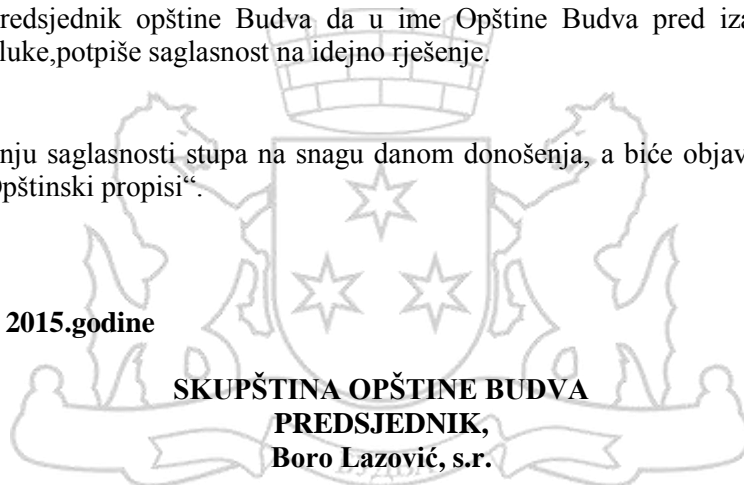 redsjednik opštine Budva da u ime Opštine Budva pred iza
luke,potpiše saglasnost na idejno rješenje.
nju saglasnosti stupa na snagu danom donošenja, a biće objav
Opštinski propisi“.
2015.godine
SKUPŠTINA OPŠTINE BUDVA
PREDSJEDNIK,
Boro Lazović, s.r.